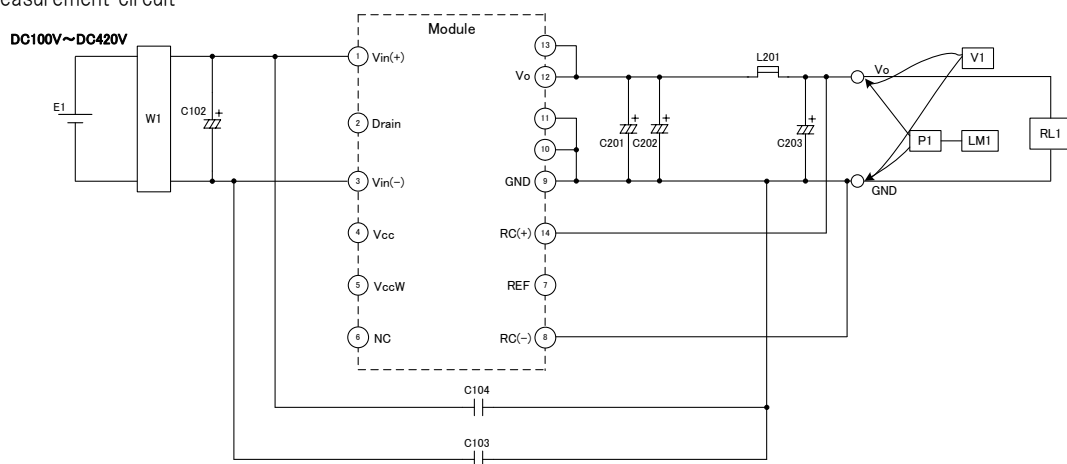 easurement circuit
DC100V～DC420V
Module
13
1 Vin(+)
Vo 12
L201
Vo
V1
E1
W1
C102
+
2 Drain
11
10
C201
+
C202
+
C203
+
P1
LM1
RL1
3 Vin(-)
GND 9
GND
4 Vcc
RC(+) 14
5 VccW
REF 7
6 NC
RC(-) 8
C104
C103